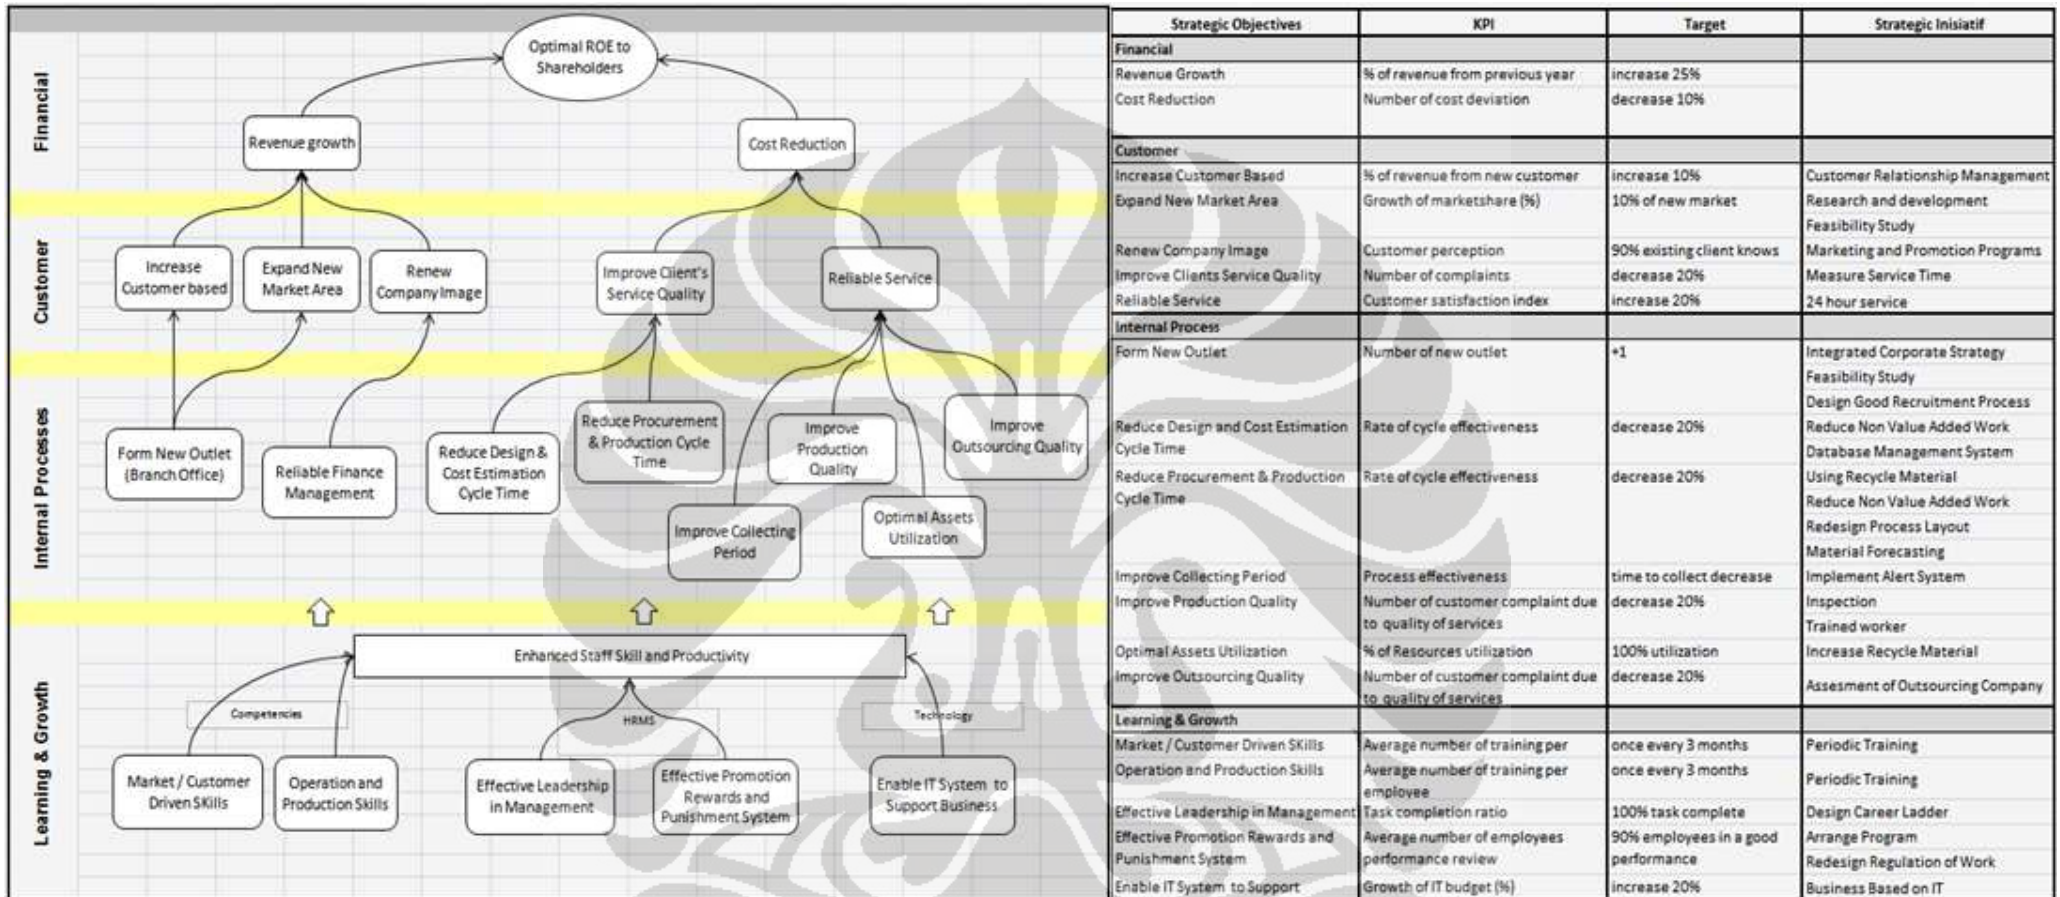 Financial
Optimal ROE to
Shareholders
Revenue growth
Cost Reduction
Customer
Increase
Customer based
Expand New
Market Area
Renew
Company Image
Improve Client's
Service Quality
Reliable Service
Internal Processes
Form New Outlet
(Branch Office)
Reliable Finance
Management
Reduce Design &
Cost Estimation
Cycle Time
Reduce Procurement
& Production Cycle
Time
Improve Collecting
Period
Improve
Production
Quality
Optimal Assets
Utilization
Improve
Outsourcing Quality
Learning & Growth
Enhanced Staff Skill and Productivity
Competencies
HRMS
Technology
Market / Customer
Driven SKills
Operation and
Production Skills
Effective Leadership
in Management
Effective Promotion
Rewards and
Punishment System
Enable IT System to
Support Business
Strategic Objectives KPI Target Strategic Inisiatif
Financial
Revenue Growth % of revenue from previous year increase 25%
Cost Reduction Number of cost deviation decrease 10%
Customer
Increase Customer Based % of revenue from new customer increase 10% Customer Relationship Management
Expand New Market Area Growth of marketshare (%) 10% of new market Research and development
Feasibility Study
Renew Company Image Customer perception 90% existing client knows Marketing and Promotion Programs
Improve Clients Service Quality Number of complaints decrease 20% Measure Service Time
Reliable Service Customer satisfaction index increase 20% 24 hour service
Internal Process
Form New Outlet Number of new outlet +1 Integrated Corporate Strategy
Feasibility Study
Design Good Recruitment Process
Reduce Design and Cost Estimation Rate of cycle effectiveness decrease 20% Reduce Non Value Added Work
Cycle Time Database Management System
Reduce Procurement & Production Rate of cycle effectiveness decrease 20% Using Recycle Material
Cycle Time Reduce Non Value Added Work
Redesign Process Layout
Material Forecasting
Improve Collecting Period Process effectiveness time to collect decrease Implement Alert System
Improve Production Quality Number of customer complaint due decrease 20% Inspection
to quality of services Trained worker
Optimal Assets Utilization % of Resources utilization 100% utilization Increase Recycle Material
Improve Outsourcing Quality Number of customer complaint due decrease 20% Assesment of Outsourcing Company
to quality of services
Learning & Growth
Market / Customer Driven SKills Average number of training per once every 3 months Periodic Training
Operation and Production Skills Average number of training per once every 3 months Periodic Training
employee
Effective Leadership in Management Task completion ratio 100% task complete Design Career Ladder
Effective Promotion Rewards and Average number of employees 90% employees in a good Arrange Program
Punishment System performance review performance Redesign Regulation of Work
Enable IT System to Support Growth of IT budget (%) increase 20% Business Based on IT